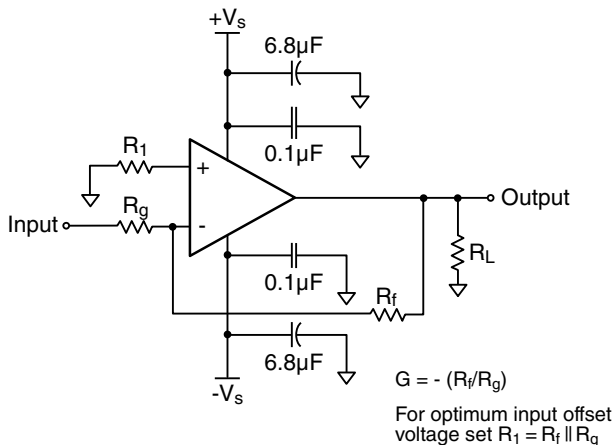 +Vs
6.8µF
0.1µF
R1
+
Rg
Input
-
Output
RL
0.1µF
Rf
6.8µF
-Vs
G = - (Rf/Rg)
For optimum input offset
voltage set R1 = Rf || Rg